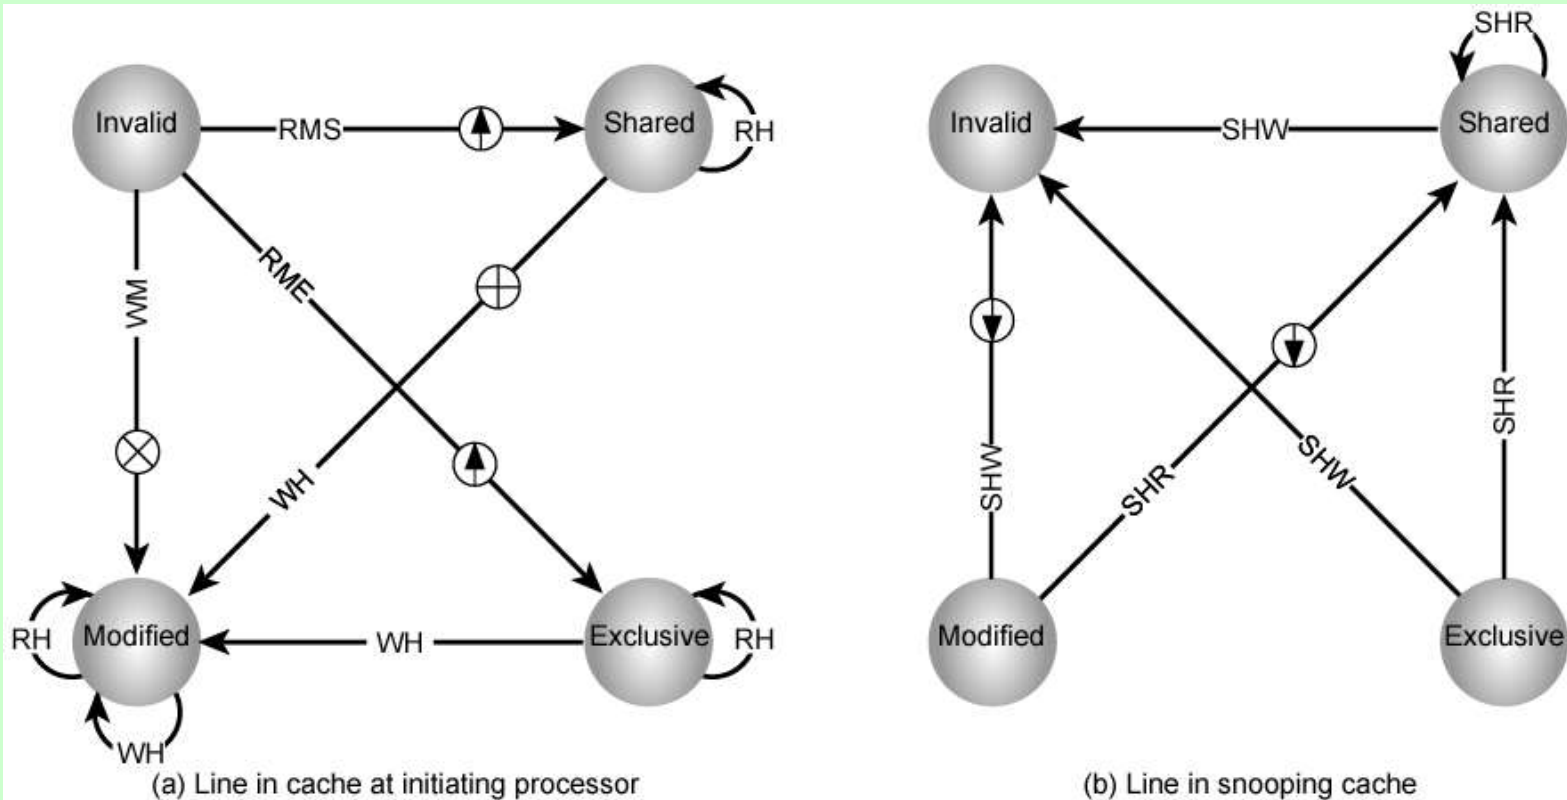 Invalid
RMS
Shared
RH
WM
RME
WH
RH
Modified
WH
Exclusive
RH
WH
(a) Line in cache at initiating processor
SHR
Invalid
SHW
Shared
SHW
SHR
SHW
SHR
Modified
Exclusive
(b) Line in snooping cache